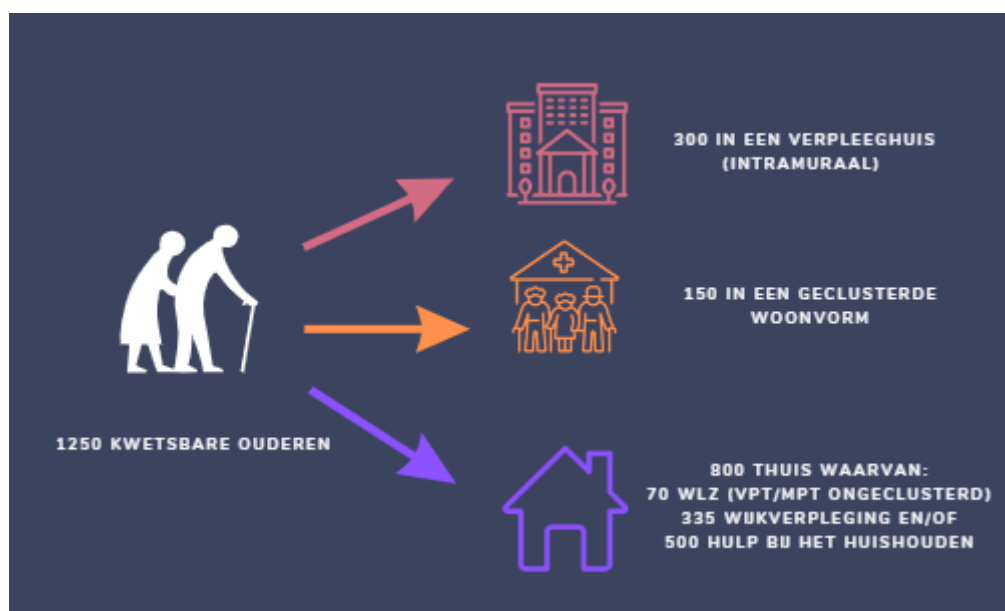 300 IN EEN VERPLEEGHUIS
(INTRAMURAAL)
150 IN EEN GECLUSTERDE
WOONVORM
1250 KWETSBARE OUDEREN
800 THUIS WAARVAN:
70 WLZ (VPT/MPT ONGECLUSTERD)
335 WIJKVERPLEGING EN/OF
500 HULP BIJ HET HUISHOUDEN